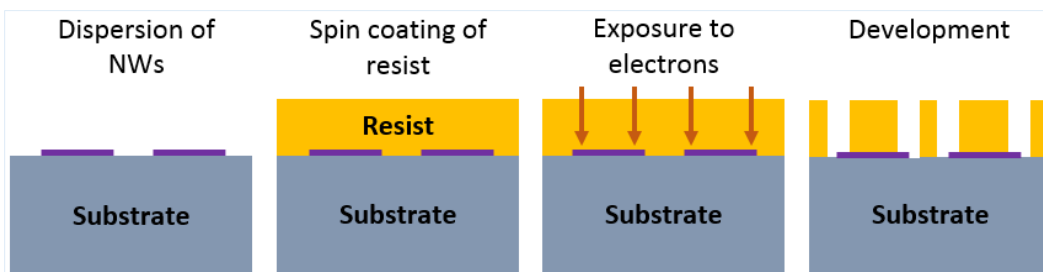 Dispersion of
NWs
Spin coating of
resist
Exposure to
electrons
Development
Resist
Substrate
Substrate
Substrate
Substrate